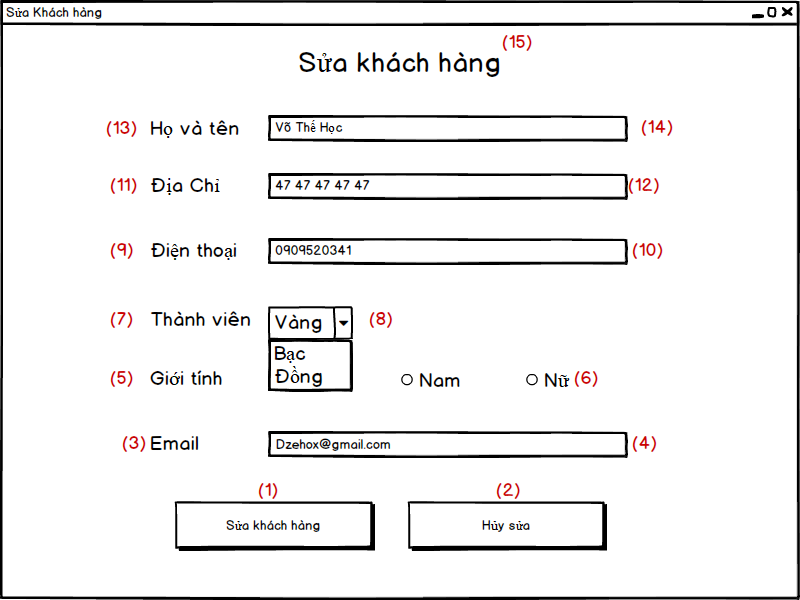 Sửa Khách hàng
Sửa khách hàng (15)
(13) Họ và tên Võ Thế Học (14)
(11) Địa Chỉ 47 47 47 47 47 (12)
(9) Điện thoại 0909520341 (10)
(7) Thành viên Vàng (8)
Bạc
Đồng
(5) Giới tính Nam Nữ (6)
(3) Email Dzehox@gmail.com (4)
(1) (2)
Sửa khách hàng Hủy sửa